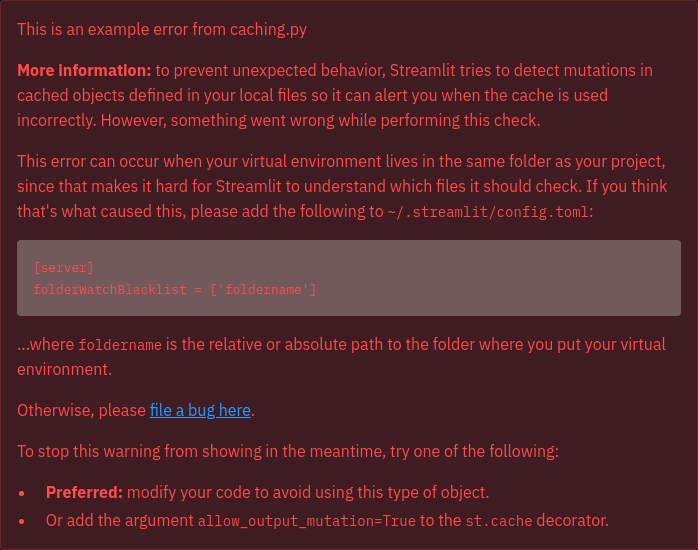 This is an example error from caching.py
More information: to prevent unexpected behavior, Streamlit tries to detect mutations in
cached objects defined in your local files so it can alert you when the cache is used
incorrectly. However, something went wrong while performing this check.
This error can occur when your virtual environment lives in the same folder as your project,
since that makes it hard for Streamlit to understand which files it should check. If you think
that's what caused this, please add the following to ~/.streamlit/config.toml:
[server]
folderWatchBlacklist = ['foldername']
...where foldername is the relative or absolute path to the folder where you put your virtual
environment.
Otherwise, please file a bug here.
To stop this warning from showing in the meantime, try one of the following:
• Preferred: modify your code to avoid using this type of object.
• Or add the argument allow_output_mutation=True to the st.cache decorator.